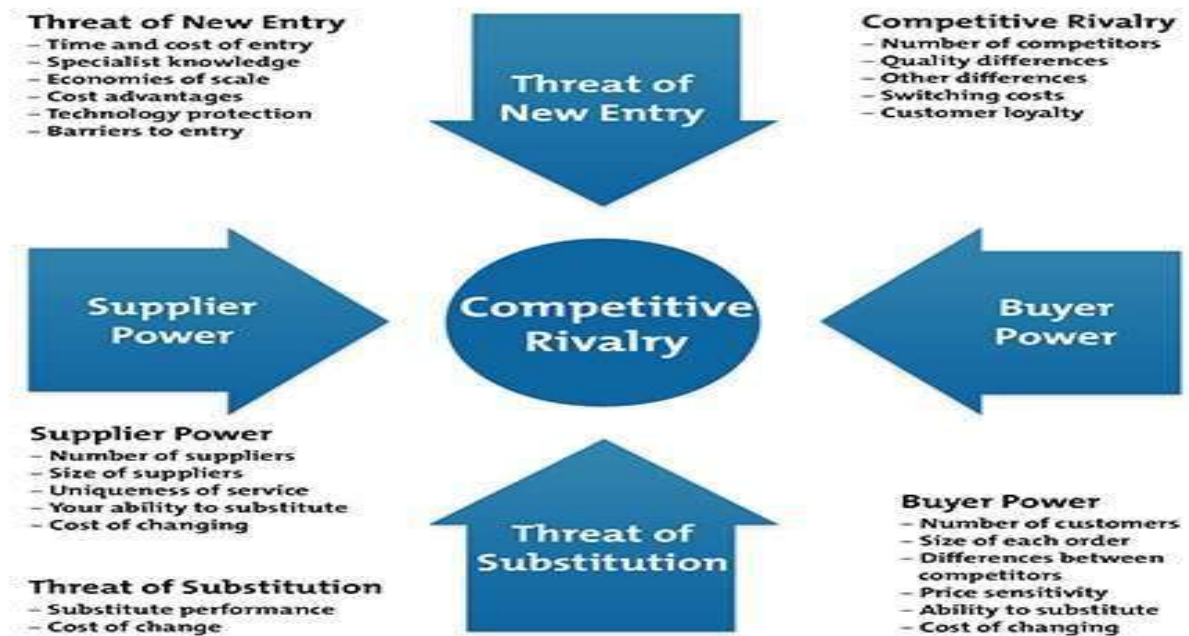 Threat of New Entry
– Time and cost of entry
– Specialist knowledge
– Economies of scale
– Cost advantages
– Technology protection
– Barriers to entry
Threat of
New Entry
Competitive Rivalry
– Number of competitors
– Quality differences
– Other differences
– Switching costs
– Customer loyalty
Supplier
Power
Competitive
Rivalry
Buyer
Power
Supplier Power
– Number of suppliers
– Size of suppliers
– Uniqueness of service
– Your ability to substitute
– Cost of changing
Threat of Substitution
– Substitute performance
– Cost of change
Threat of
Substitution
Buyer Power
– Number of customers
– Size of each order
– Differences between
competitors
– Price sensitivity
– Ability to substitute
– Cost of changing